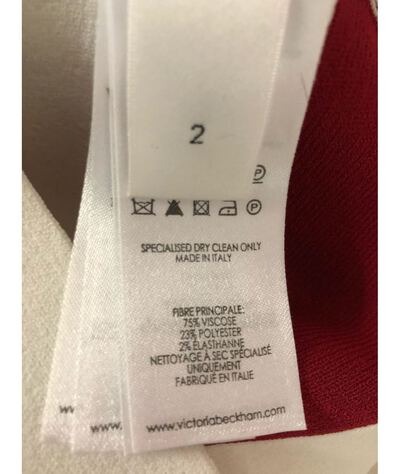 2
P
P
SPECIALISED DRY CLEAN ONLY
MADE IN ITALY
FIBRE PRINCIPALE:
75% VISCOSE
23% POLYESTER
2% ELASTHANNE
NETTOYAGE À SEC SPÉCIALISÉ
UNIQUEMENT
FABRIQUÉ EN ITALIE
www.victoriabeckham.com